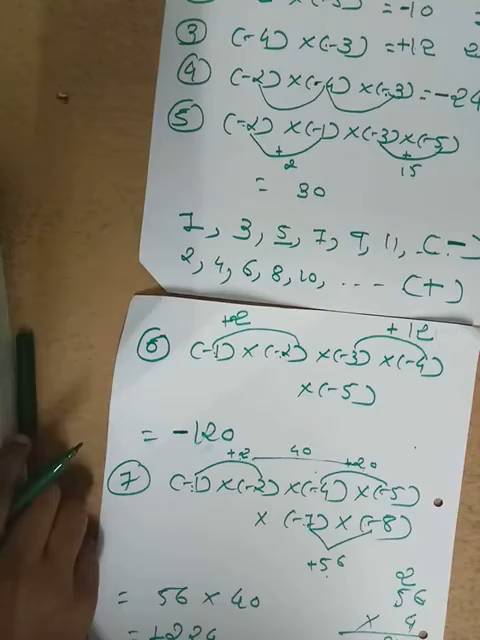 = -10
③ (-4) × (-3) = +12
④ (-2) × (-4) × (-3) = -24
⑤ (-2) × (-1) × (-3) × (-5)
+2 +15
= 30
1, 3, 5, 7, 9, 11, (-)
2, 4, 6, 8, 10, ... (+)
+2 +12
⑥ (-1) × (-2) × (-3) × (-4)
× (-5)
= -120
+2 40 +20
⑦ (-1) × (-2) × (-4) × (-5)
× (-7) × (-8)
+56
= 56 × 40
2
56
× 4